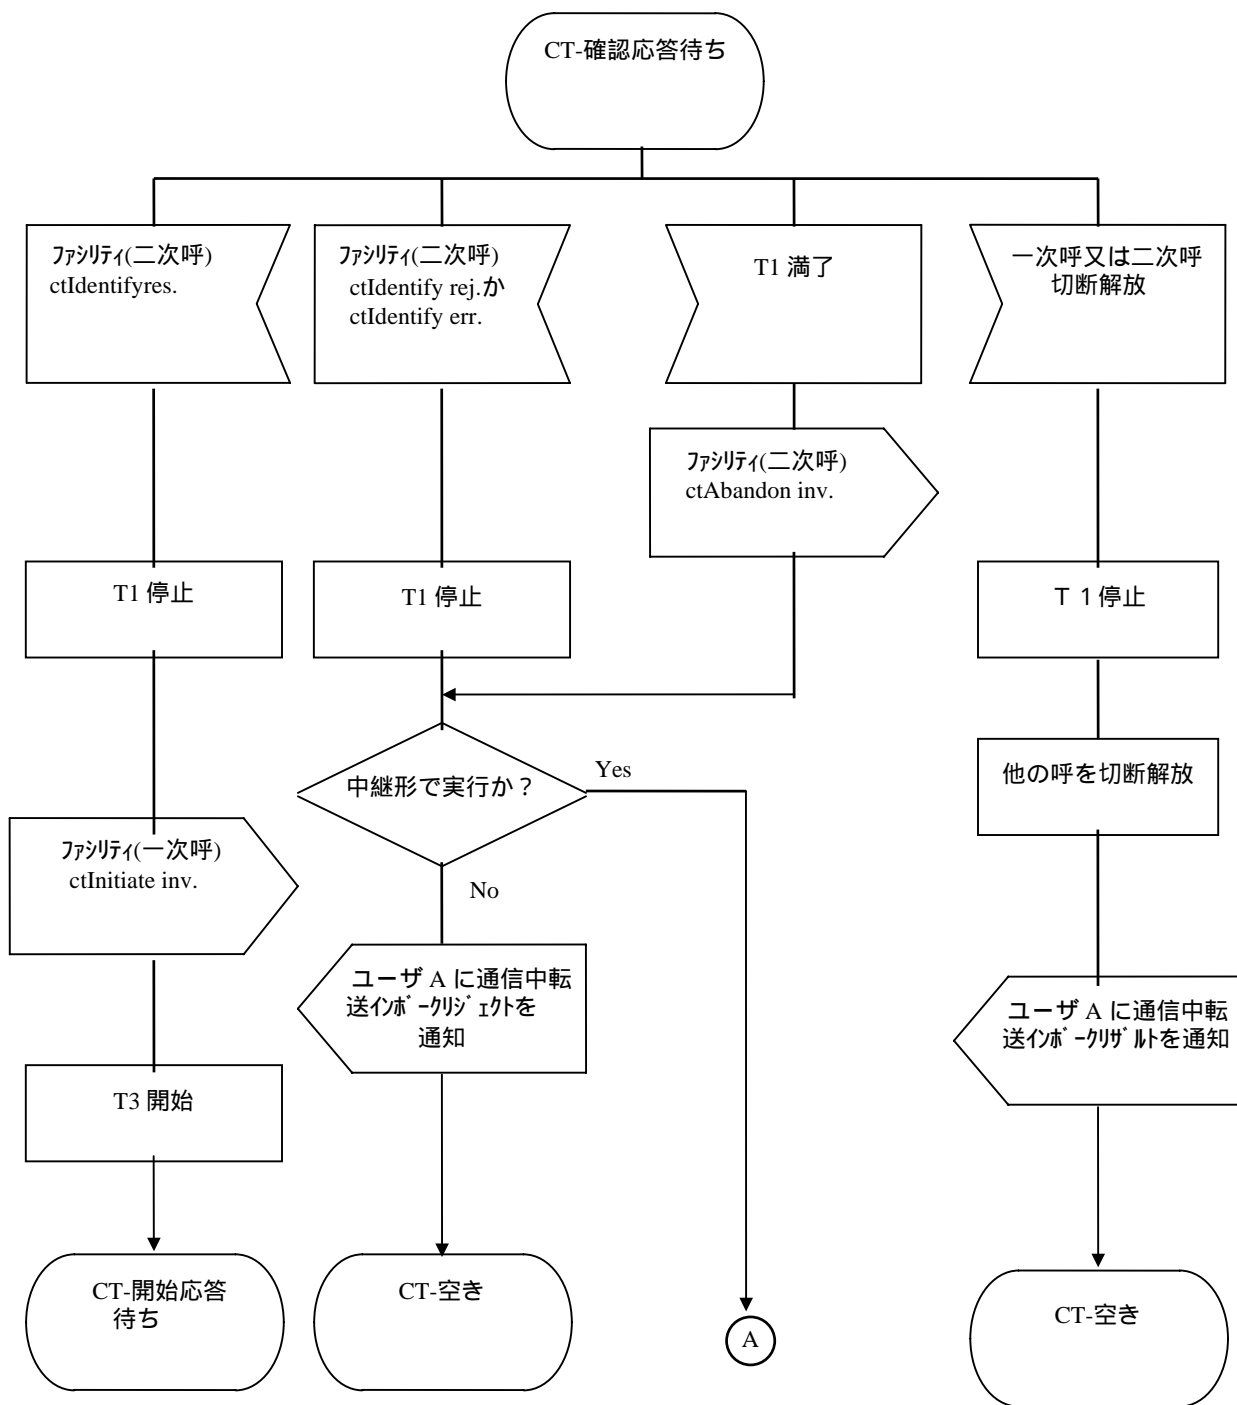 CT-確認応答待ち
ﾌｧｼﾘﾃｨ(二次呼)
ctIdentifyres.
ﾌｧｼﾘﾃｨ(二次呼)
ctIdentify rej.か
ctIdentify err.
T1 満了
一次呼又は二次呼
切断解放
ﾌｧｼﾘﾃｨ(二次呼)
ctAbandon inv.
T1 停止
T1 停止
Ｔ１停止
中継形で実行か？
Yes
No
他の呼を切断解放
ﾌｧｼﾘﾃｨ(一次呼)
ctInitiate inv.
ユーザ A に通信中転
送ｲﾝﾎﾞｰｸﾘｼﾞｪｸﾄを
通知
ユーザ A に通信中転
送ｲﾝﾎﾞｰｸﾘｻﾞﾙﾄを通知
T3 開始
CT-開始応答
待ち
CT-空き
A
CT-空き